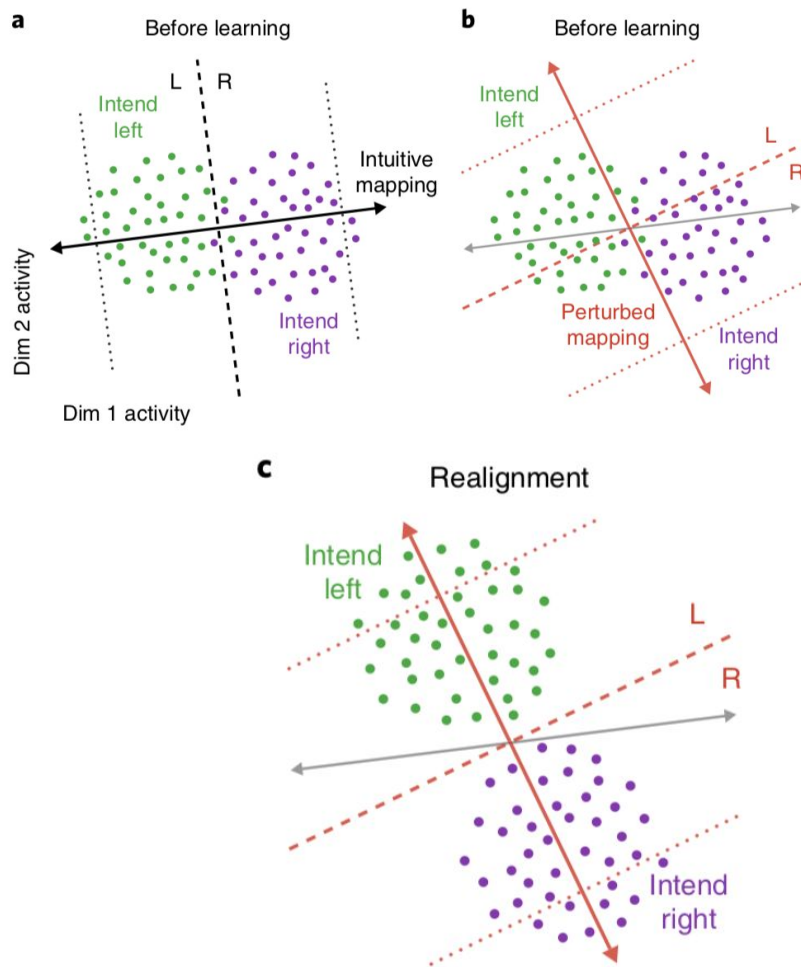 a
Before learning
L R
Intend
left
Intuitive
mapping
Intend
right
Dim 2 activity
Dim 1 activity
b
Before learning
Intend
left
L
R
Perturbed
mapping
Intend
right
c
Realignment
Intend
left
L
R
Intend
right